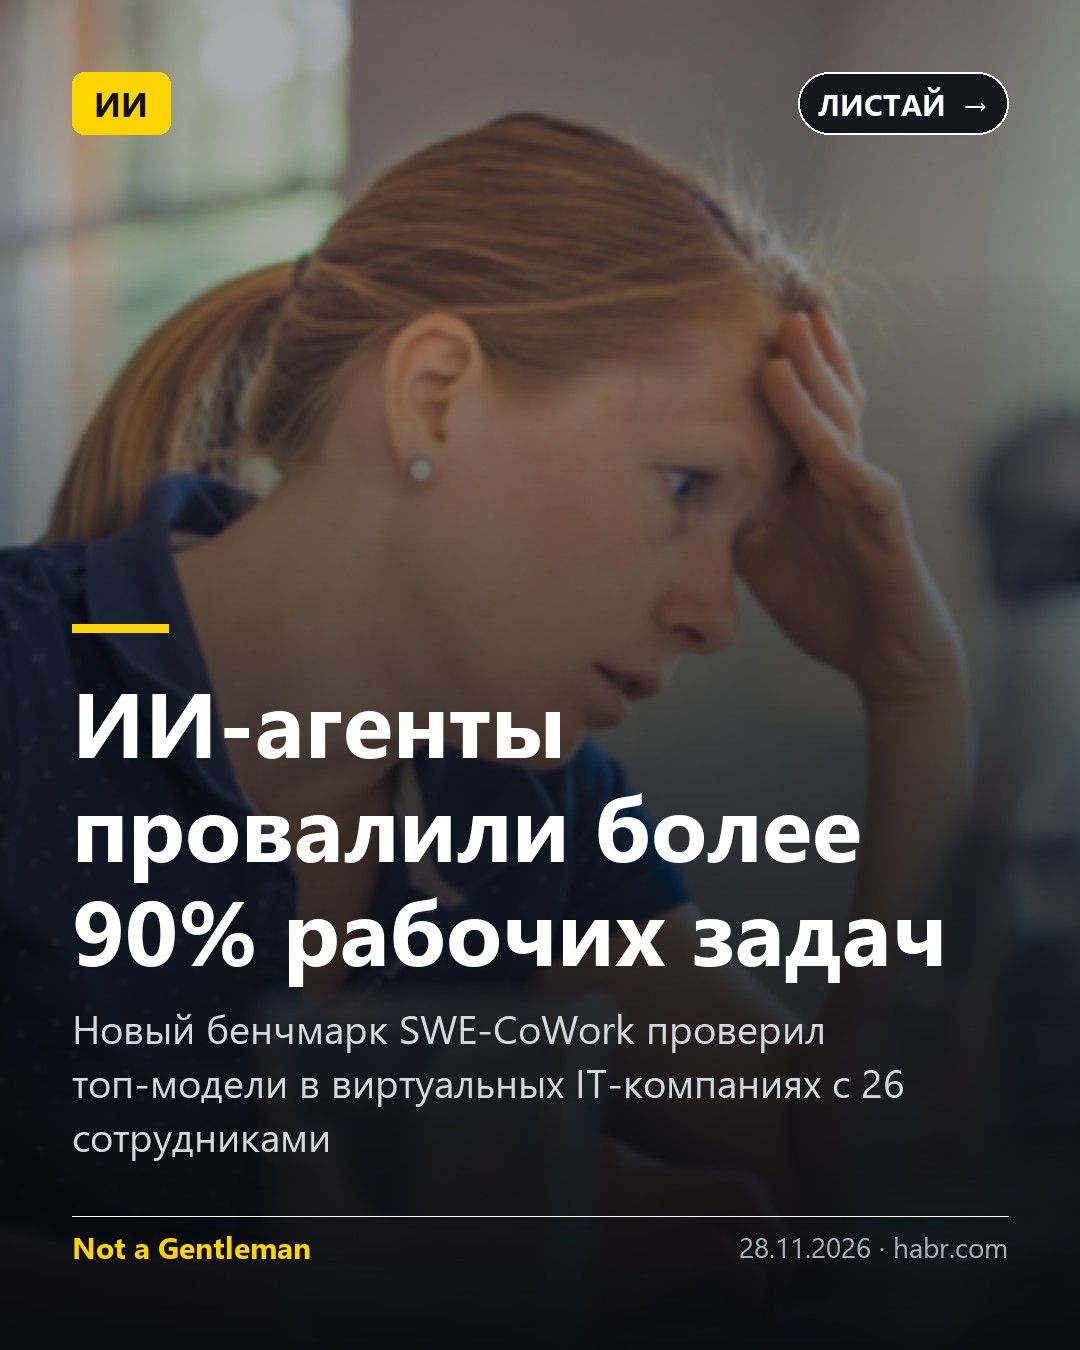 ИИ
ЛИСТАЙ →
ИИ-агенты
провалили более
90% рабочих задач
Новый бенчмарк SWE-CoWork проверил
топ-модели в виртуальных IT-компаниях с 26
сотрудниками
Not a Gentleman
28.11.2026 · habr.com